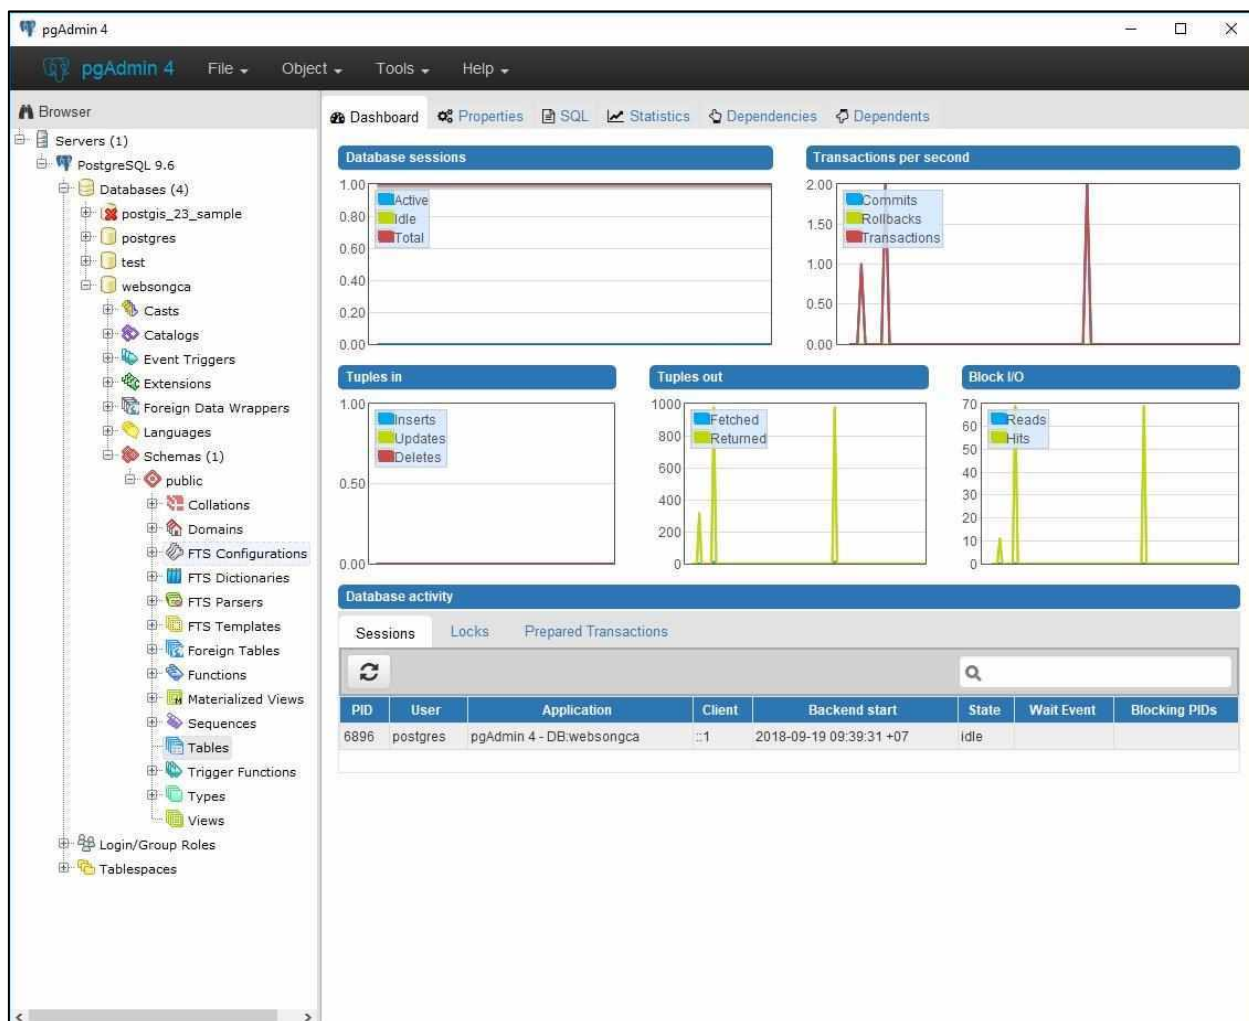 pgAdmin 4
pgAdmin 4 File Object Tools Help
Browser
Servers (1)
PostgreSQL 9.6
Databases (4)
postgis_23_sample
postgres
test
websongca
Casts
Catalogs
Event Triggers
Extensions
Foreign Data Wrappers
Languages
Schemas (1)
public
Collations
Domains
FTS Configurations
FTS Dictionaries
FTS Parsers
FTS Templates
Foreign Tables
Functions
Materialized Views
Sequences
Tables
Trigger Functions
Types
Views
Login/Group Roles
Tablespaces
Dashboard Properties SQL Statistics Dependencies Dependents
Database sessions
1.00
0.80
0.60
0.40
0.20
0.00
Active
Idle
Total
Transactions per second
2.00
1.50
1.00
0.50
0.00
Commits
Rollbacks
Transactions
Tuples in
1.00
0.50
0.00
Inserts
Updates
Deletes
Tuples out
1000
800
600
400
200
0
Fetched
Returned
Block I/O
70
60
50
40
30
20
10
0
Reads
Hits
Database activity
Sessions Locks Prepared Transactions
PID User Application Client Backend start State Wait Event Blocking PIDs
6896 postgres pgAdmin 4 - DB:websongca ::1 2018-09-19 09:39:31 +07 idle